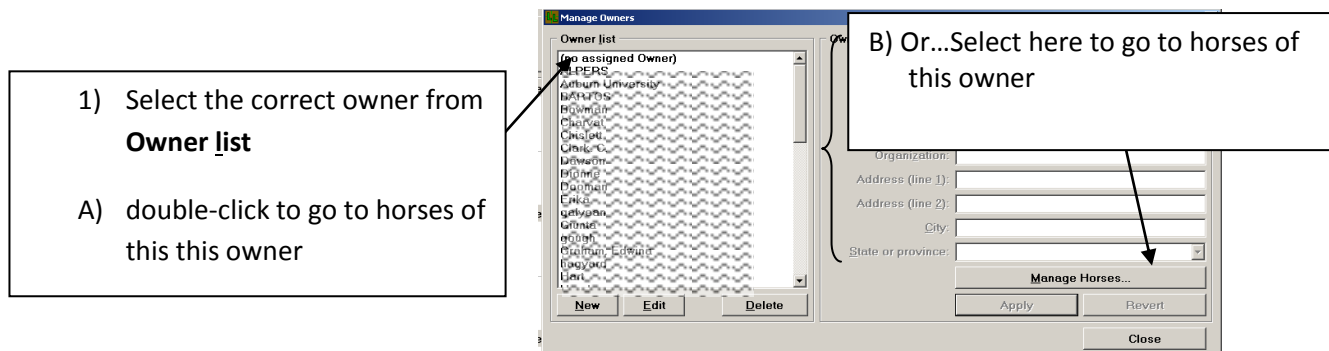 1) Select the correct owner from
Owner list
A) double-click to go to horses of
this this owner
Manage Owners
Owner list
(no assigned Owner)
ALPERS
Auburn University
BARTOS
Bowman
Charvat
Chislett
Clark, C.
Dawson
Dionne
Dooman
Erika
galyean
Giunta
gough
Graham, Edwina
hagyard
Hart
New Edit Delete
B) Or...Select here to go to horses of
this owner
Organization:
Address (line 1):
Address (line 2):
City:
State or province:
Manage Horses...
Apply Revert
Close